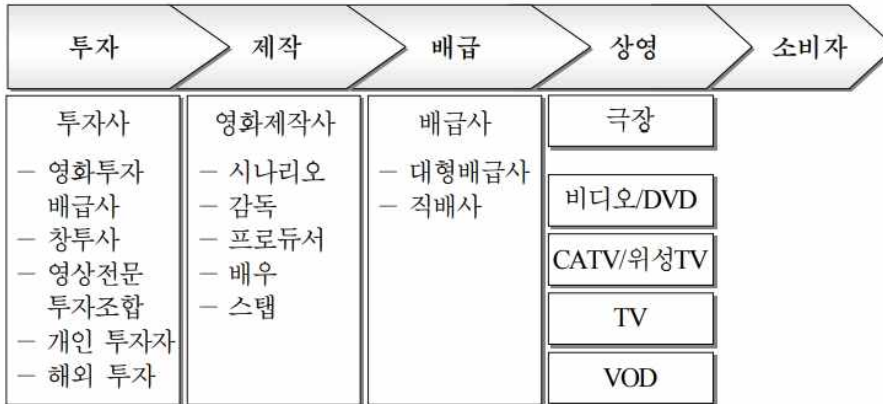 투자 제작 배급 상영 소비자
투자사
- 영화투자
배급사
- 창투사
- 영상전문
투자조합
- 개인 투자자
- 해외 투자
영화제작사
- 시나리오
- 감독
- 프로듀서
- 배우
- 스탭
배급사
- 대형배급사
- 직배사
극장
비디오/DVD
CATV/위성TV
TV
VOD